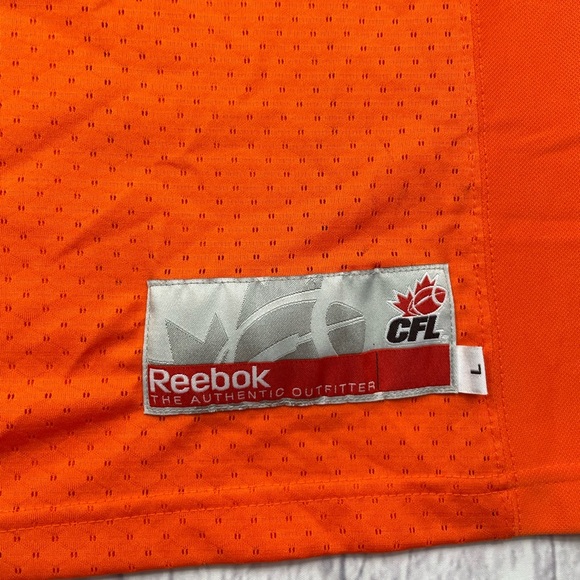 CFL
Reebok
THE AUTHENTIC OUTFITTER
L